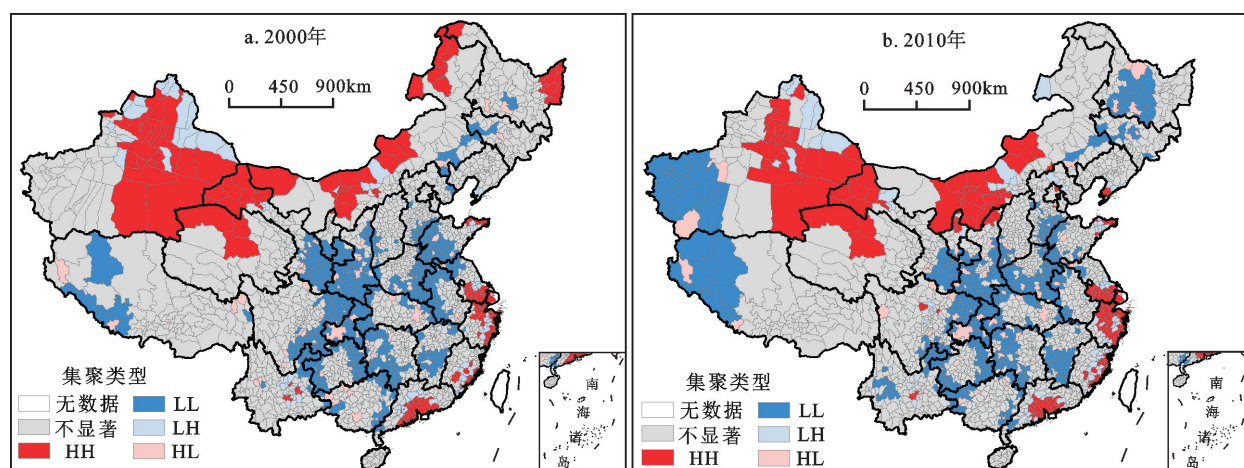 a. 2000年
0 450 900km
集聚类型
无数据 LL
不显著 LH
HH HL
南
海
诸
岛
b. 2010年
0 450 900km
集聚类型
无数据 LL
不显著 LH
HH HL
南
海
诸
岛